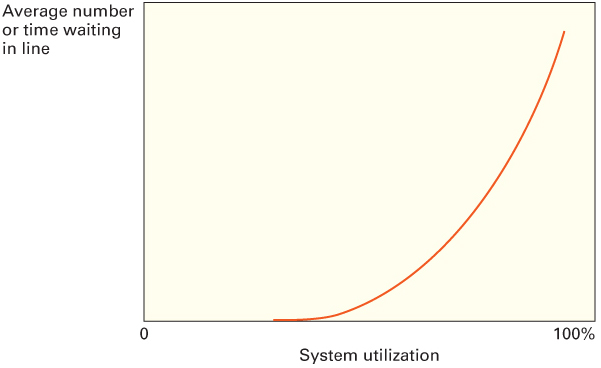 Average number
or time waiting
in line
0
100%
System utilization